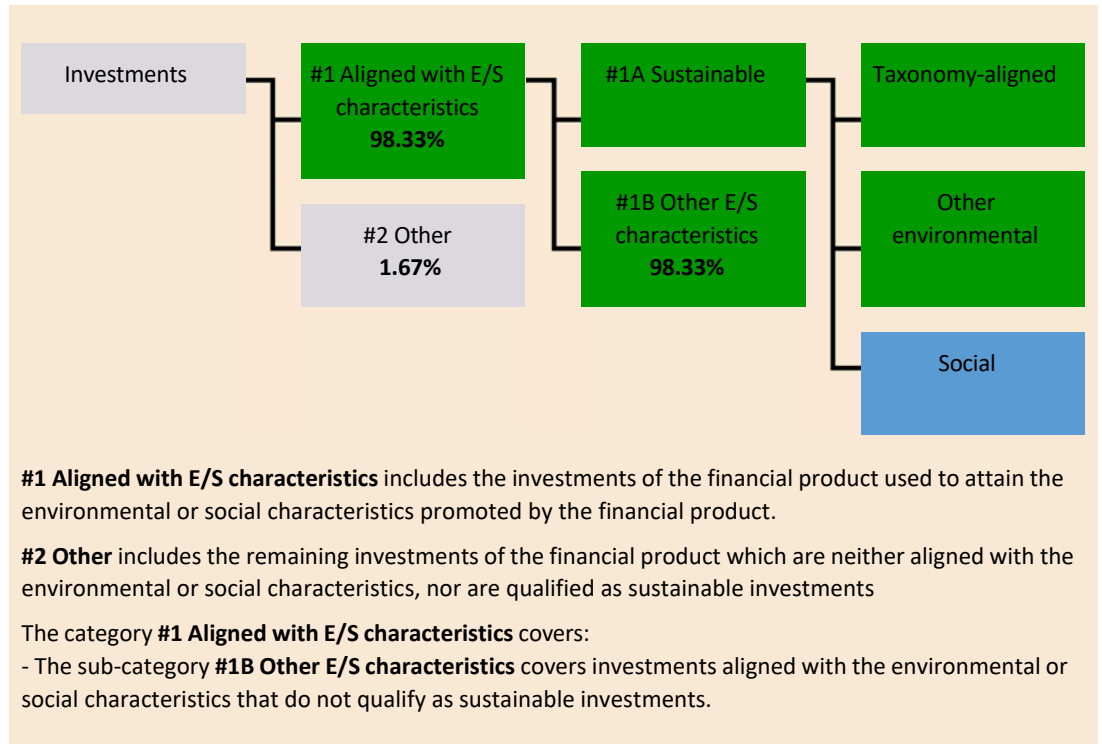 Investments
#1 Aligned with E/S
characteristics
98.33%
#2 Other
1.67%
#1A Sustainable
#1B Other E/S
characteristics
98.33%
Taxonomy-aligned
Other
environmental
Social
#1 Aligned with E/S characteristics includes the investments of the financial product used to attain the
environmental or social characteristics promoted by the financial product.
#2 Other includes the remaining investments of the financial product which are neither aligned with the
environmental or social characteristics, nor are qualified as sustainable investments
The category #1 Aligned with E/S characteristics covers:
- The sub-category #1B Other E/S characteristics covers investments aligned with the environmental or
social characteristics that do not qualify as sustainable investments.